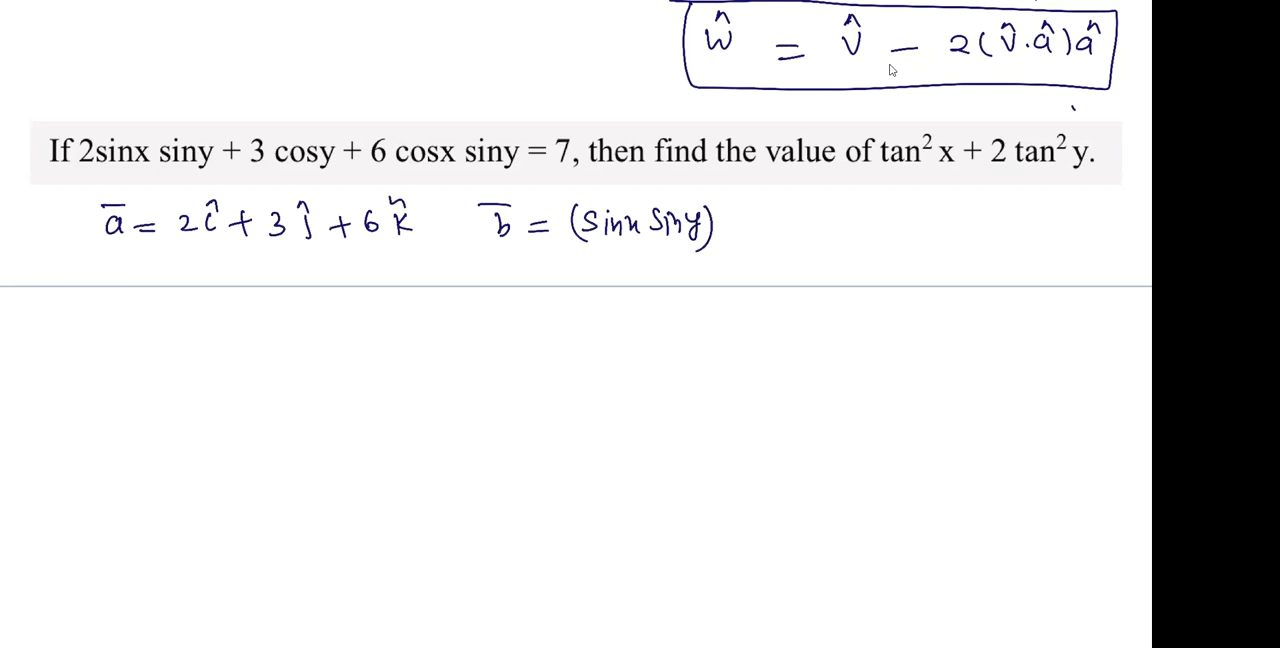 ŵ = v̂ - 2(v̂.â)â
If 2sinx siny + 3 cosy + 6 cosx siny = 7, then find the value of tan² x + 2 tan² y.
a̅ = 2î + 3ĵ + 6k̂ b̅ = (sinx siny)